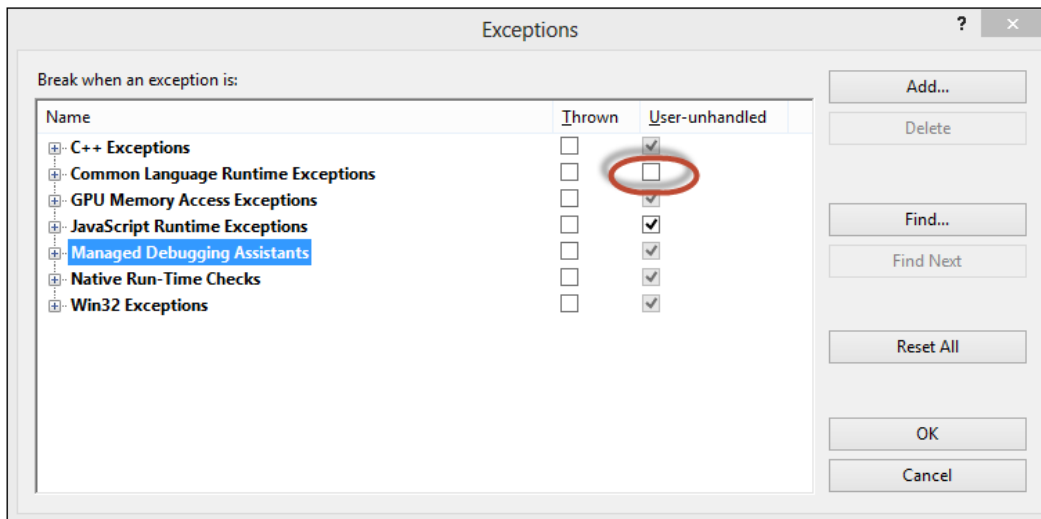 Exceptions
?
Break when an exception is:
Name Thrown User-unhandled
C++ Exceptions
Common Language Runtime Exceptions
GPU Memory Access Exceptions
JavaScript Runtime Exceptions
Managed Debugging Assistants
Native Run-Time Checks
Win32 Exceptions
Add...
Delete
Find...
Find Next
Reset All
OK
Cancel